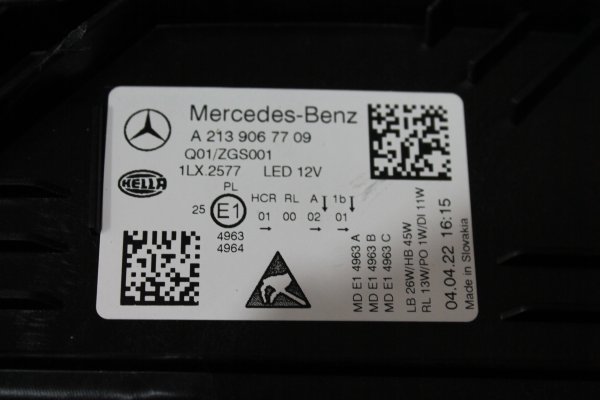 Mercedes-Benz
A 213 906 77 09
Q01/ZGS001
1LX.2577 LED 12V
HELLA
PL
HCR RL A 1b
25 E1
01 00 02 01
4963
4964
MD E1 4963 A
MD E1 4963 B
MD E1 4963 C
LB 26W/HB 45W
RL 13W/PO 1W/DI 11W
04.04.22 16:15
Made in Slovakia